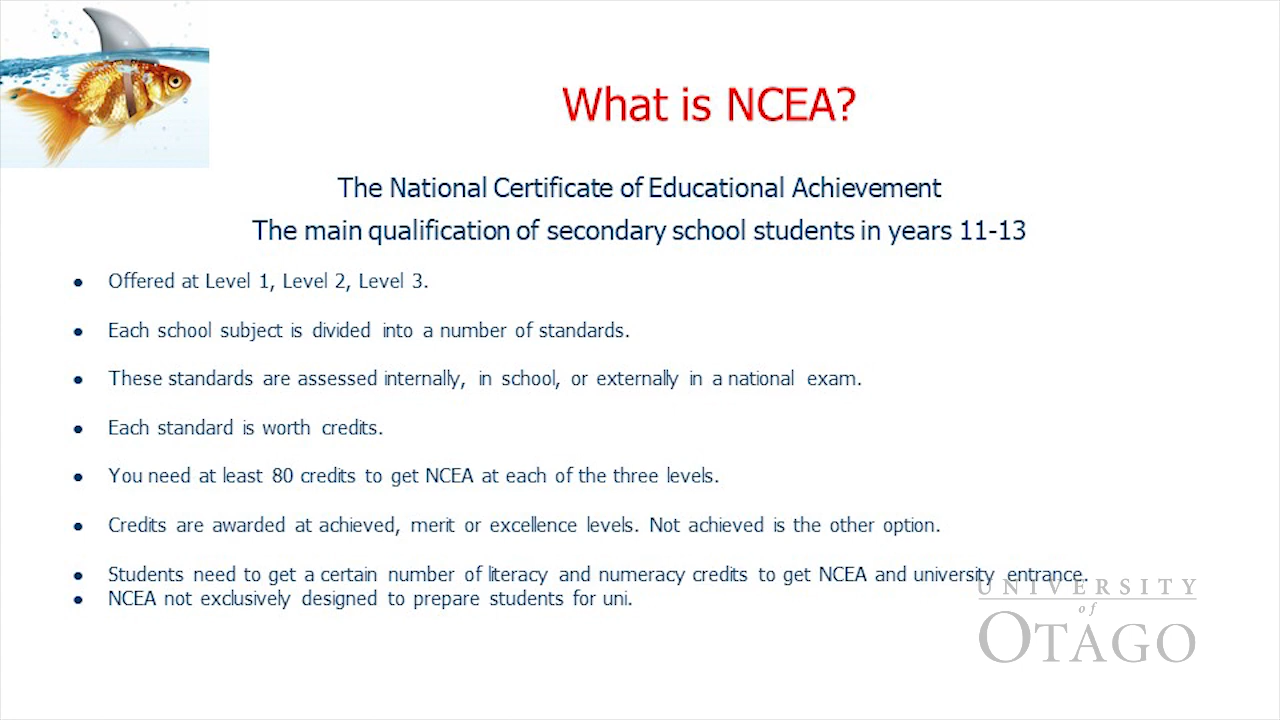 What is NCEA?
The National Certificate of Educational Achievement
The main qualification of secondary school students in years 11-13
● Offered at Level 1, Level 2, Level 3.
● Each school subject is divided into a number of standards.
● These standards are assessed internally, in school, or externally in a national exam.
● Each standard is worth credits.
● You need at least 80 credits to get NCEA at each of the three levels.
● Credits are awarded at achieved, merit or excellence levels. Not achieved is the other option.
● Students need to get a certain number of literacy and numeracy credits to get NCEA and university entrance.
● NCEA not exclusively designed to prepare students for uni.
UNIVERSITY
of
OTAGO